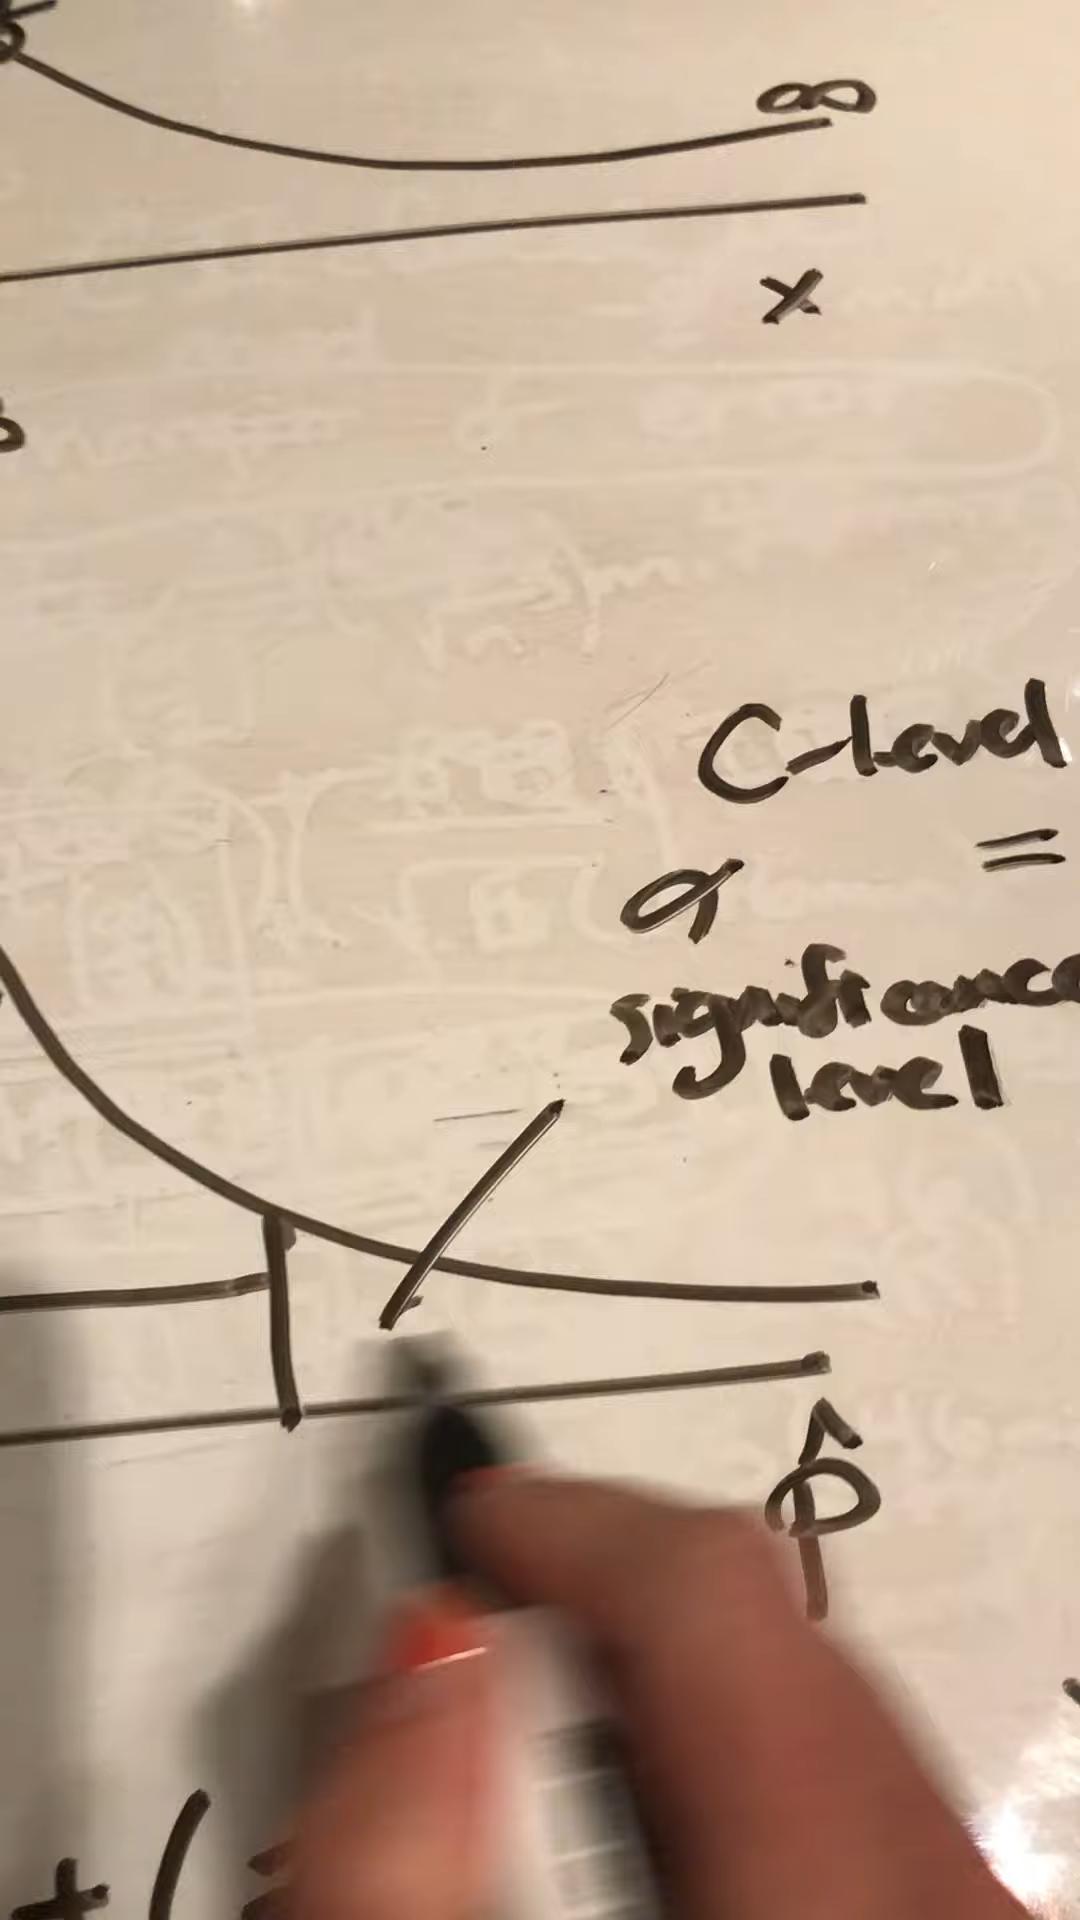 ∞
x
C-level
α =
significance
level
p̂